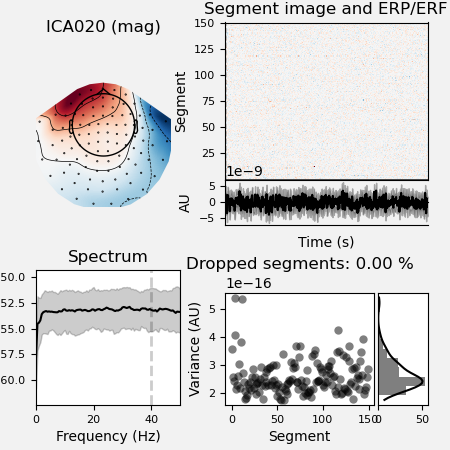 ICA020 (mag)
Segment image and ERP/ERF
Segment
150
125
100
75
50
25
1e−9
AU
5
0
−5
Time (s)
Spectrum
50.0
52.5
55.0
57.5
60.0
0
20
40
Frequency (Hz)
Dropped segments: 0.00 %
1e−16
Variance (AU)
5
4
3
2
0
50
100
150
0
50
Segment